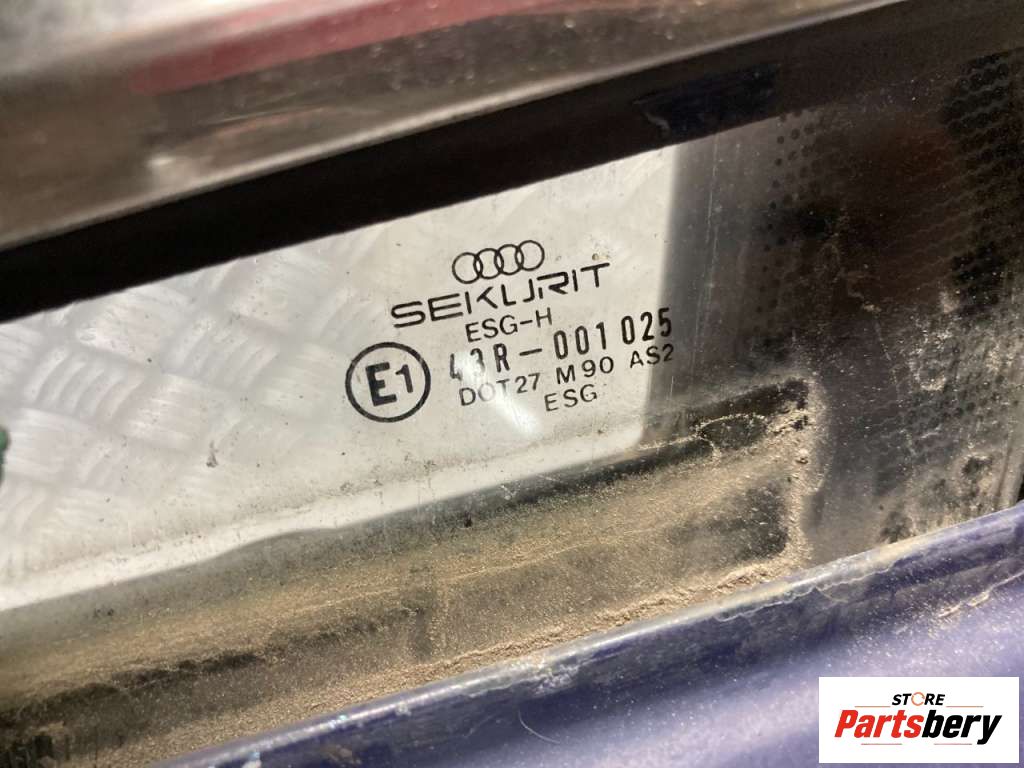 SEKURIT
ESG-H
E1 43R-001025
DOT27 M90 AS2
ESG
STORE
Partsbery